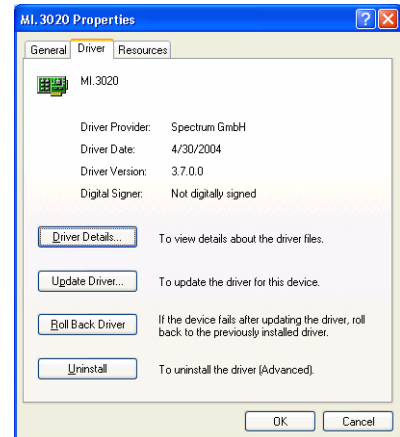 MI.3020 Properties
General Driver Resources
MI.3020
Driver Provider: Spectrum GmbH
Driver Date: 4/30/2004
Driver Version: 3.7.0.0
Digital Signer: Not digitally signed
Driver Details... To view details about the driver files.
Update Driver... To update the driver for this device.
Roll Back Driver If the device fails after updating the driver, roll
back to the previously installed driver.
Uninstall To uninstall the driver (Advanced).
OK Cancel